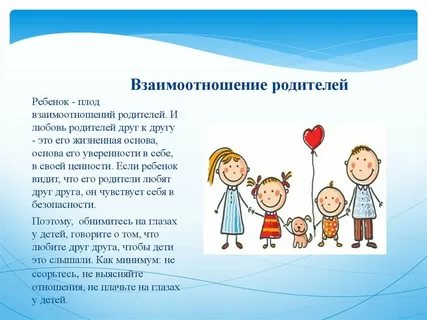 Взаимоотношение родителей
Ребенок - плод
взаимоотношений родителей. И
любовь родителей друг к другу
- это его жизненная основа,
основа его уверенности в себе,
в своей ценности. Если ребенок
видит, что его родители любят
друг друга, он чувствует себя в
безопасности.
Поэтому, обнимитесь на глазах
у детей, говорите о том, что
любите друг друга, чтобы дети
это слышали. Как минимум: не
ссорьтесь, не выясняйте
отношения, не плачьте на глазах
у детей.